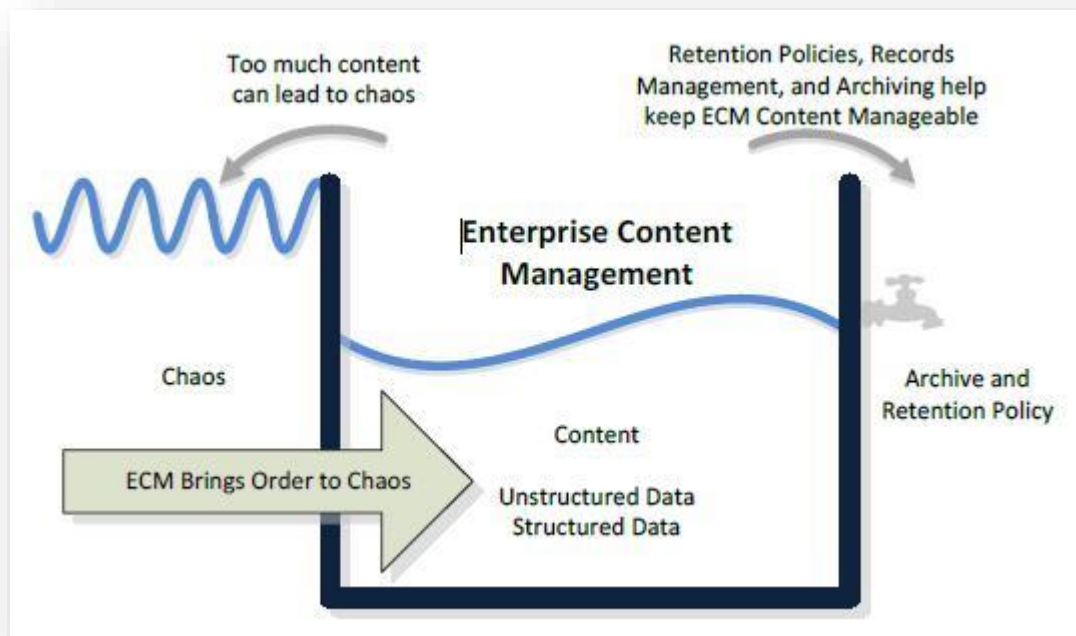 Too much content
can lead to chaos
Retention Policies, Records
Management, and Archiving help
keep ECM Content Manageable
Enterprise Content
Management
Chaos
Archive and
Retention Policy
Content
ECM Brings Order to Chaos
Unstructured Data
Structured Data